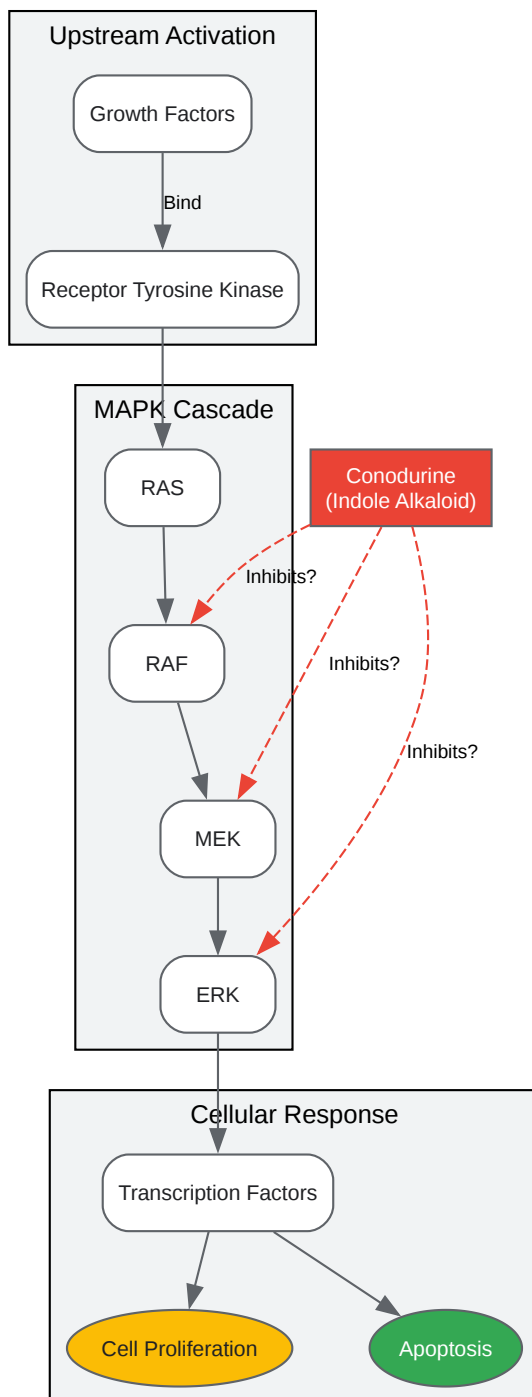 Upstream Activation
Growth Factors
Bind
Receptor Tyrosine Kinase
MAPK Cascade
RAS
Conodurine
(Indole Alkaloid)
Inhibits?
RAF
Inhibits?
Inhibits?
MEK
ERK
Cellular Response
Transcription Factors
Cell Proliferation
Apoptosis